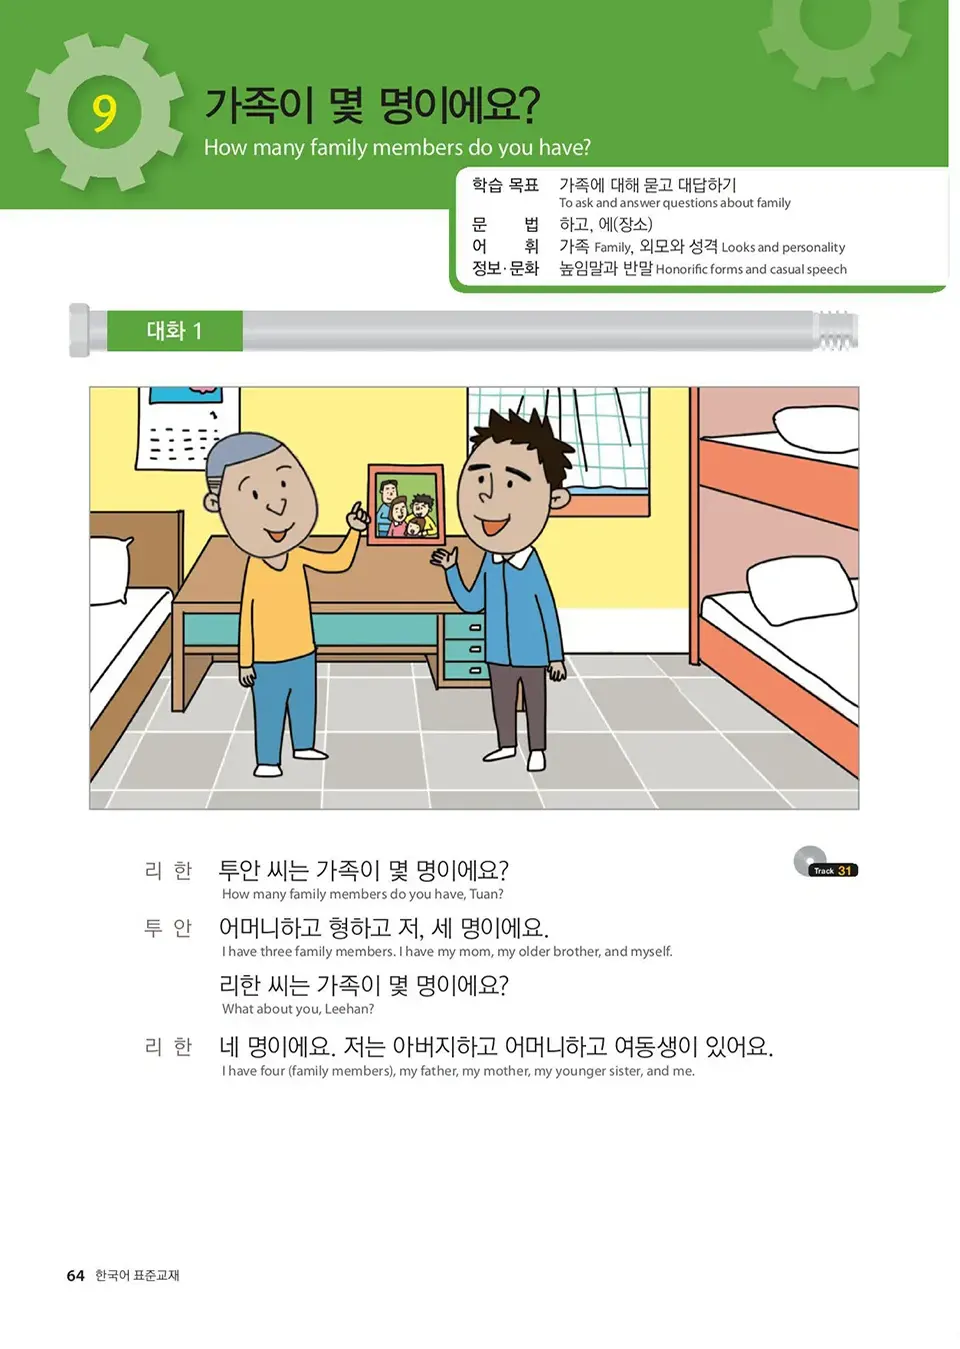 9
가족이 몇 명이에요?
How many family members do you have?
학습 목표 가족에 대해 묻고 대답하기
To ask and answer questions about family
문 법 하고, 에(장소)
어 휘 가족 Family, 외모와 성격 Looks and personality
정보·문화 높임말과 반말 Honorific forms and casual speech
대화 1
리 한 투안 씨는 가족이 몇 명이에요?
How many family members do you have, Tuan?
Track 31
투 안 어머니하고 형하고 저, 세 명이에요.
I have three family members. I have my mom, my older brother, and myself.
리한 씨는 가족이 몇 명이에요?
What about you, Leehan?
리 한 네 명이에요. 저는 아버지하고 어머니하고 여동생이 있어요.
I have four (family members), my father, my mother, my younger sister, and me.
64 한국어 표준교재